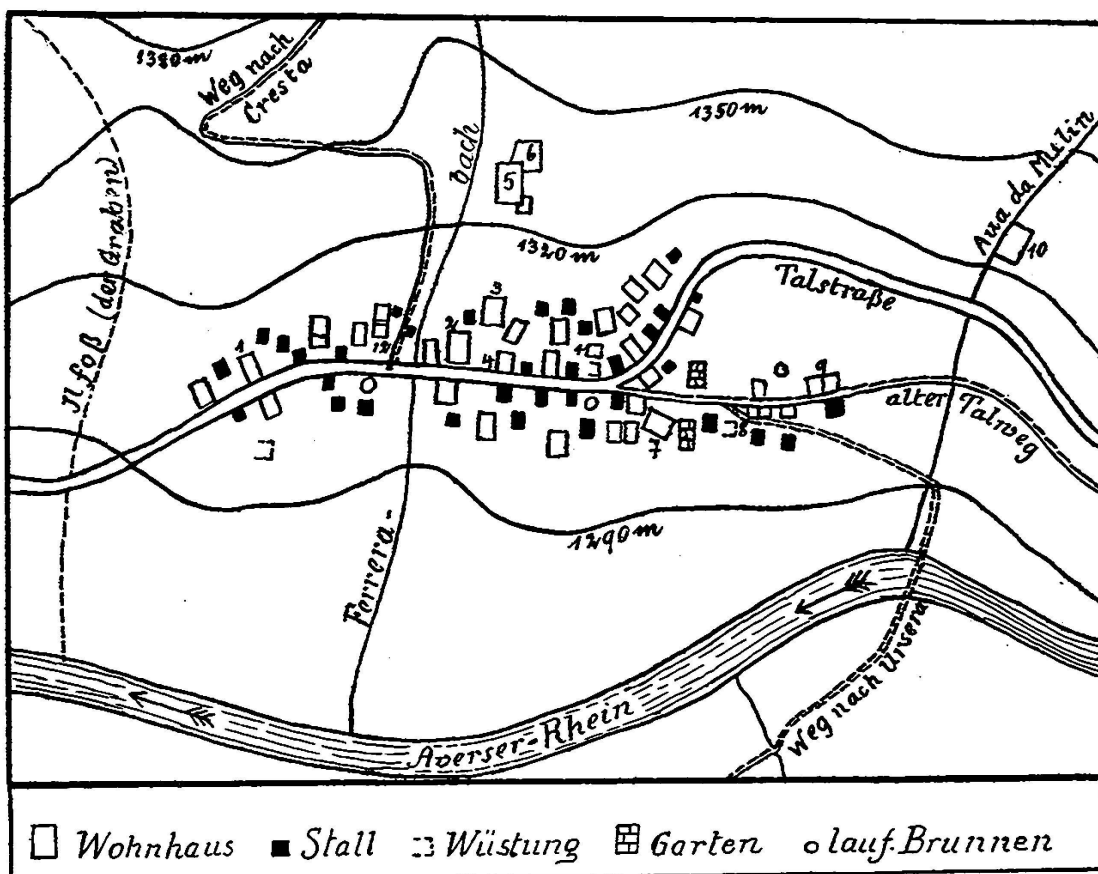 1380 m
Weg nach
Cresta
Bach
1350 m
Aua da Mulin
Il foß (der Graben)
6
5
10
1320 m
Talstraße
3
2
1
12
4
11
9
alter Talweg
8
7
1290 m
Ferrera-
Averser-Rhein
Weg nach Ursera
Wohnhaus
Stall
Wüstung
Garten
lauf. Brunnen